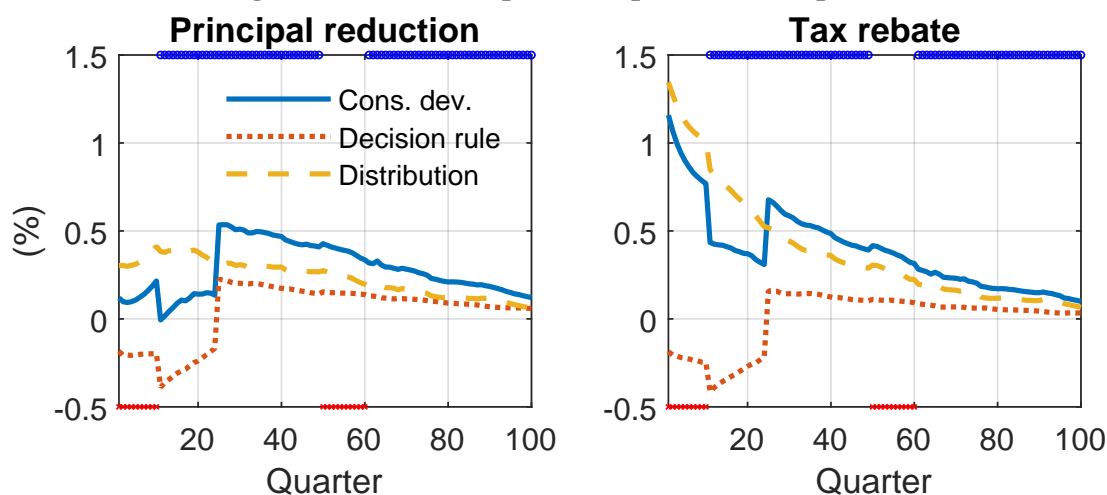 Principal reduction
Tax rebate
1.5
1
0.5
0
-0.5
(%)
Cons. dev.
Decision rule
Distribution
20 40 60 80 100
Quarter
1.5
1
0.5
0
-0.5
20 40 60 80 100
Quarter